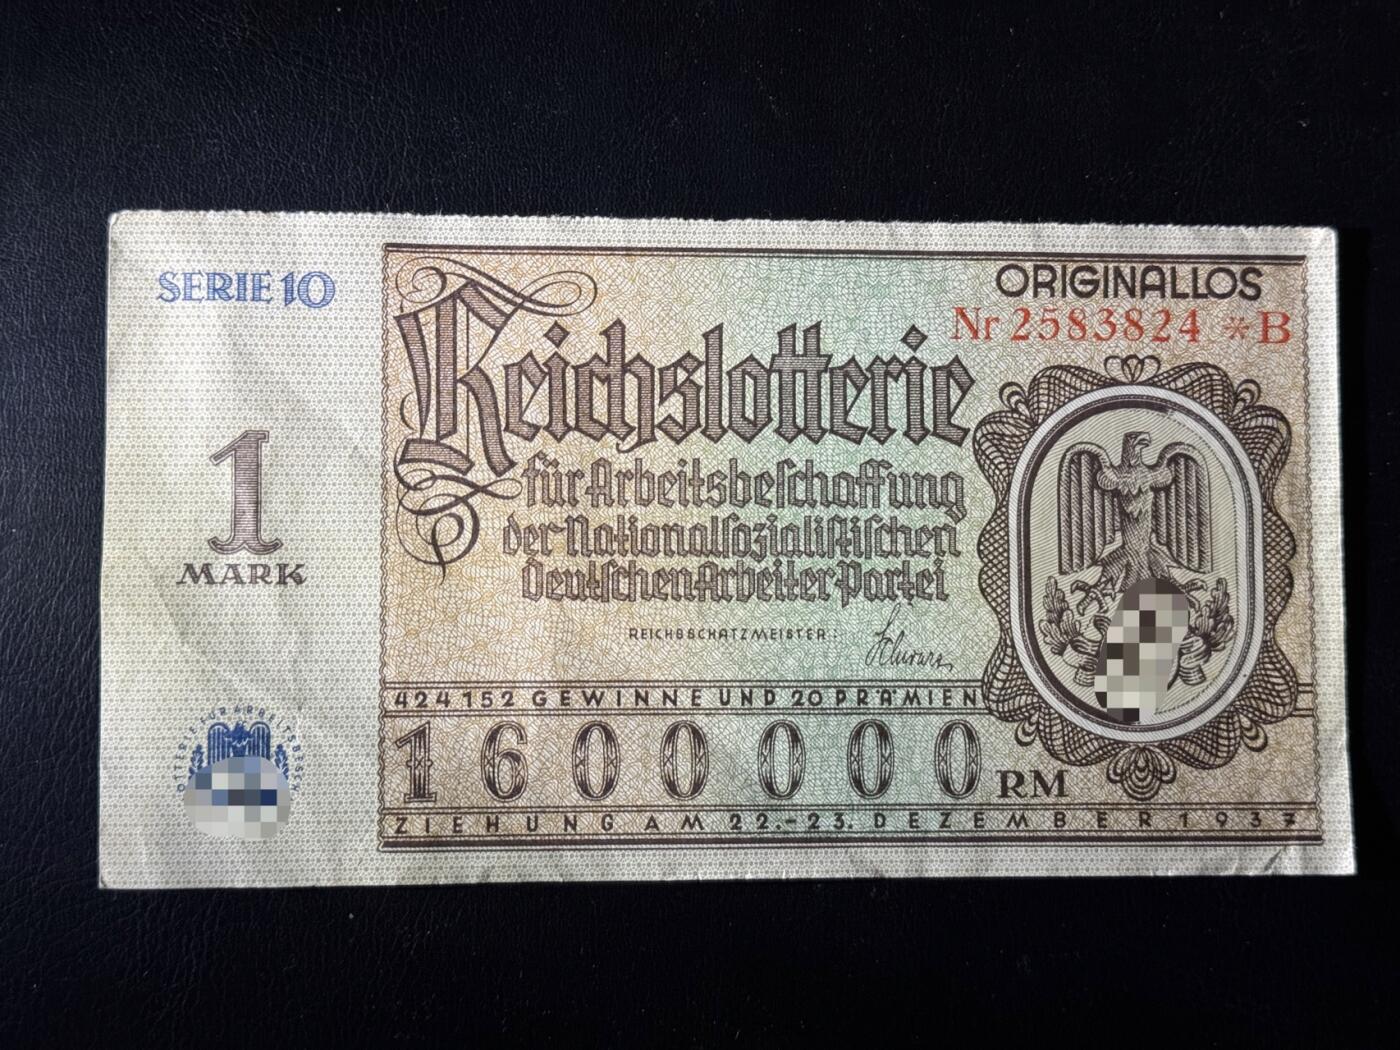 SERIE 10
1
MARK
ORIGINALLOS
Nr 2583824 *B
Reichslotterie
für Arbeitsbeſchaffung
der Nationalſozialiſtiſchen
Deutſchen Arbeiter Partei
REICHSSCHATZMEISTER: Schwarz
424152 GEWINNE UND 20 PRÄMIEN
1600000 RM
ZIEHUNG AM 22.-23. DEZEMBER 1937